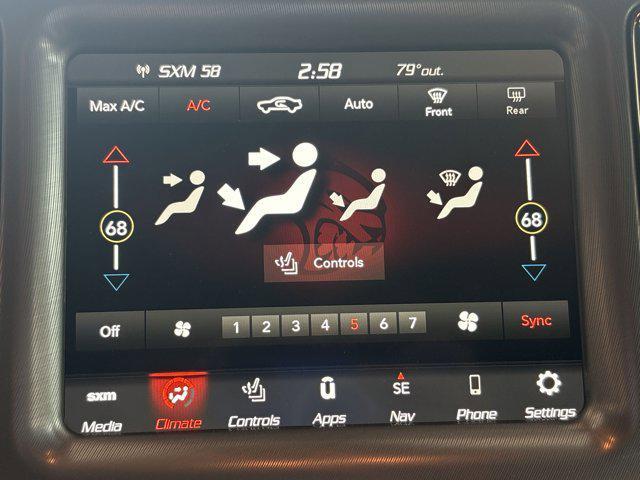 SXM 58 2:58 79°out.
Max A/C A/C Auto Front Rear
68 68
Controls
Off 1 2 3 4 5 6 7 Sync
sxm SE
Media Climate Controls Apps Nav Phone Settings